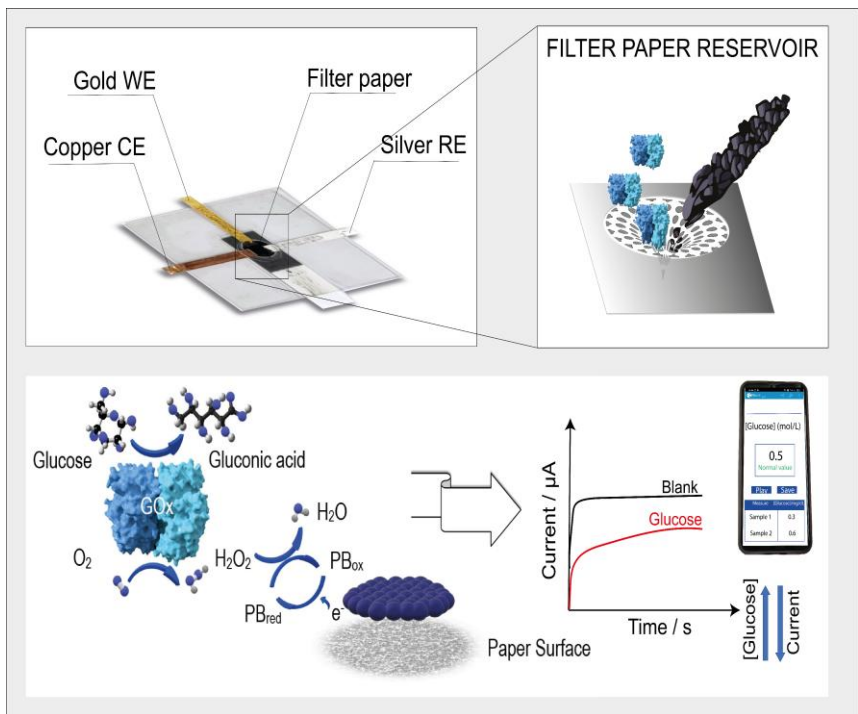 Gold WE
Filter paper
Copper CE
Silver RE
FILTER PAPER RESERVOIR
Glucose
Gluconic acid
GOx
O₂
H₂O₂
H₂O
PBox
PBred
e⁻
Paper Surface
Current / µA
Blank
Glucose
Time / s
[Glucose] (mol/L)
0.5
Normal value
Play
Save
Sample 1
0.3
Sample 2
0.6
[Glucose]
Current